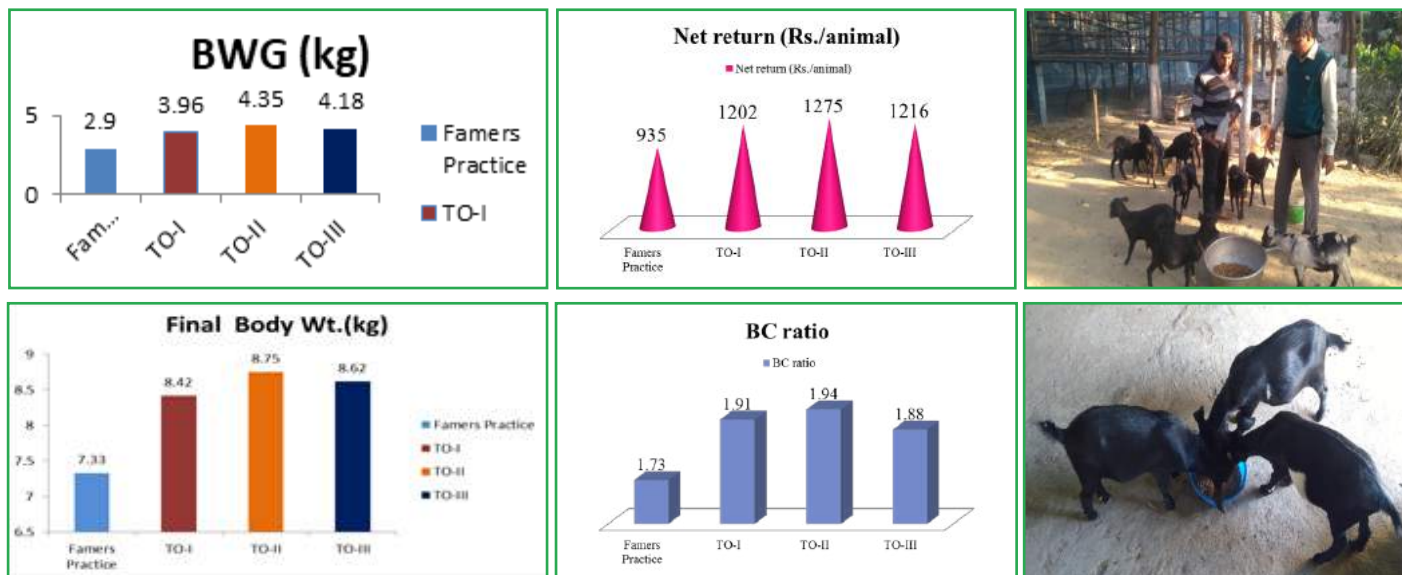 BWG (kg)
5
0
2.9
3.96
4.35
4.18
Fam...
TO-I
TO-II
TO-III
Famers
Practice
TO-I
Net return (Rs./animal)
Net return (Rs./animal)
935
1202
1275
1216
Famers
Practice
TO-I
TO-II
TO-III
Final Body Wt.(kg)
9
8.5
8
7.5
7
6.5
7.33
8.42
8.75
8.62
Famers
Practice
TO-I
TO-II
TO-III
Famers Practice
TO-I
TO-II
TO-III
BC ratio
BC ratio
1.73
1.91
1.94
1.88
Famers
Practice
TO-I
TO-II
TO-III